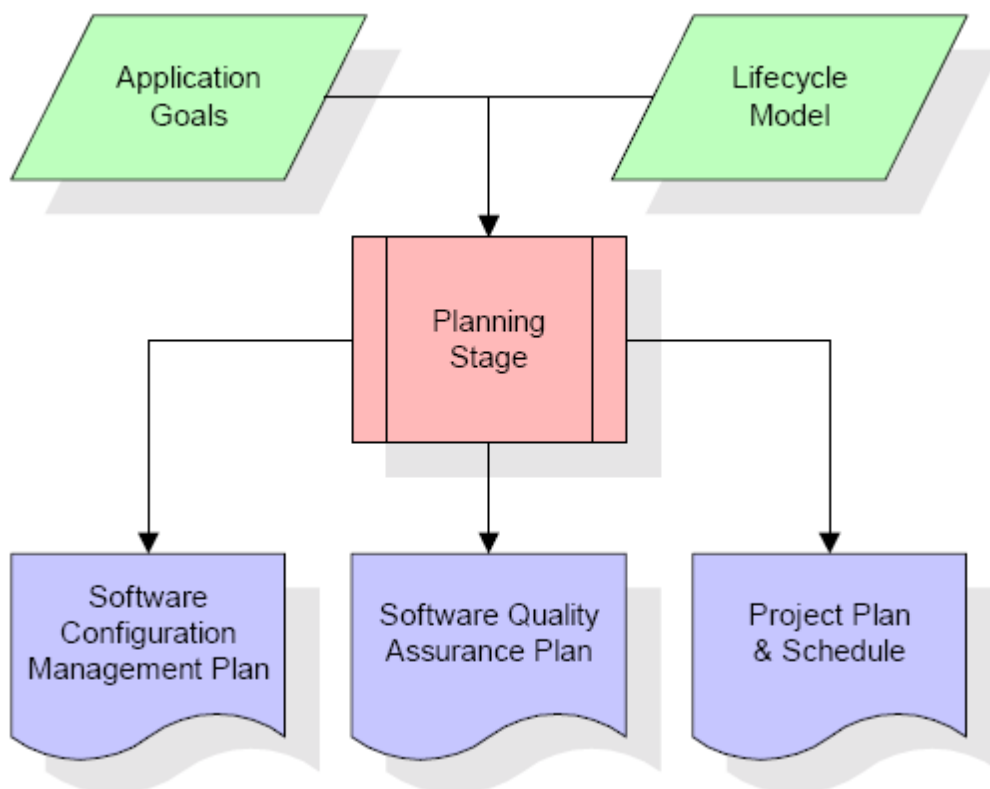 Application
Goals
Lifecycle
Model
Planning
Stage
Software
Configuration
Management Plan
Software Quality
Assurance Plan
Project Plan
& Schedule